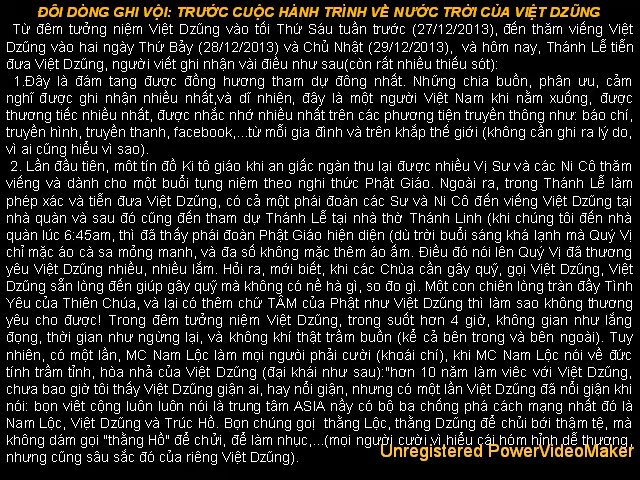 ĐÔI DÒNG GHI VỘI: TRƯỚC CUỘC HÀNH TRÌNH VỀ NƯỚC TRỜI CỦA VIỆT DZŨNG
Từ đêm tưởng niệm Việt Dzũng vào tối Thứ Sáu tuần trước (27/12/2013), đến thăm viếng Việt
Dzũng vào hai ngày Thứ Bảy (28/12/2013) và Chủ Nhật (29/12/2013), và hôm nay, Thánh Lễ tiễn
đưa Việt Dzũng, người viết ghi nhận vài điều như sau(còn rất nhiều thiếu sót):
1.Đây là đám tang được đồng hương tham dự đông nhất. Những chia buồn, phân ưu, cảm
nghĩ được ghi nhận nhiều nhất,và dĩ nhiên, đây là một người Việt Nam khi nằm xuống, được
thương tiếc nhiều nhất, được nhắc nhớ nhiều nhất trên các phương tiện truyền thông như: báo chí,
truyền hình, truyền thanh, facebook,...từ mỗi gia đình và trên khắp thế giới (không cần ghi ra lý do,
vì ai cũng hiểu vì sao).
2. Lần đầu tiên, một tín đồ Ki tô giáo khi an giấc ngàn thu lại được nhiều Vị Sư và các Ni Cô thăm
viếng và dành cho một buổi tụng niệm theo nghi thức Phật Giáo. Ngoài ra, trong Thánh Lễ làm
phép xác và tiễn đưa Việt Dzũng, có cả một phái đoàn các Sư và Ni Cô đến viếng Việt Dzũng tại
nhà quàn và sau đó cũng đến tham dự Thánh Lễ tại nhà thờ Thánh Linh (khi chúng tôi đến nhà
quàn lúc 6:45am, thì đã thấy phái đoàn Phật Giáo hiện diện (dù trời buổi sáng khá lạnh mà Quý Vị
chỉ mặc áo cà sa mỏng manh, và đa số không mặc thêm áo ấm. Điều đó nói lên Quý Vị đã thương
yêu Việt Dzũng nhiều, nhiều lắm. Hỏi ra, mới biết, khi các Chùa cần gây quỹ, gọi Việt Dzũng, Việt
Dzũng sẵn lòng đến giúp gây quỹ mà không có nề hà gì, so đo gì. Một con chiên lòng tràn đầy Tình
Yêu của Thiên Chúa, và lại có thêm chữ TÂM của Phật như Việt Dzũng thì làm sao không thương
yêu cho được! Trong đêm tưởng niệm Việt Dzũng, trong suốt hơn 4 giờ, không gian như lắng
đọng, thời gian như ngừng lại, và không khí thật trầm buồn (kể cả bên trong và bên ngoài). Tuy
nhiên, có một lần, MC Nam Lộc làm mọi người phải cười (khoái chí), khi MC Nam Lộc nói về đức
tính trầm tĩnh, hòa nhã của Việt Dzũng (đại khái như sau):"hơn 10 năm làm việc với Việt Dzũng,
chưa bao giờ tôi thấy Việt Dzũng giận ai, hay nổi giận, nhưng có một lần Việt Dzũng đã nổi giận khi
nói: bọn việt cộng luôn luôn nói là trung tâm ASIA này có bộ ba chống phá cách mạng nhất đó là
Nam Lộc, Việt Dzũng và Trúc Hồ. Bọn chúng gọi thằng Lộc, thằng Dzũng để chửi bới thậm tệ, mà
không dám gọi "thằng Hồ" để chửi, để làm nhục,...(mọi người cười vì hiểu cái hóm hỉnh dễ thương,
nhưng cũng sâu sắc đó của riêng Việt Dzũng).
Unregistered PowerVideoMaker